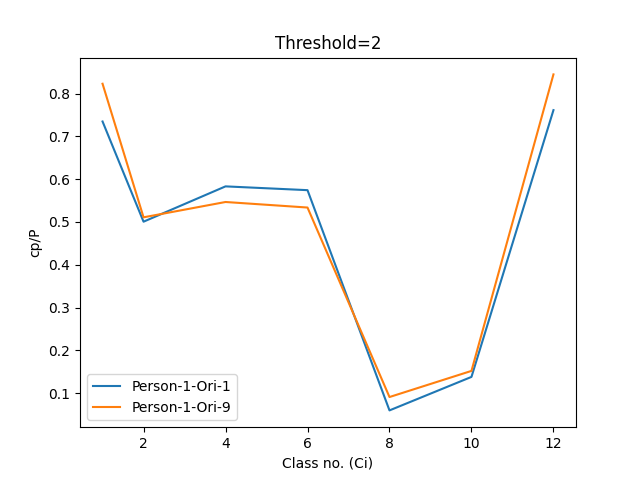 Threshold=2
cp/P
0.8
0.7
0.6
0.5
0.4
0.3
0.2
0.1
Person-1-Ori-1
Person-1-Ori-9
2 4 6 8 10 12
Class no. (Ci)